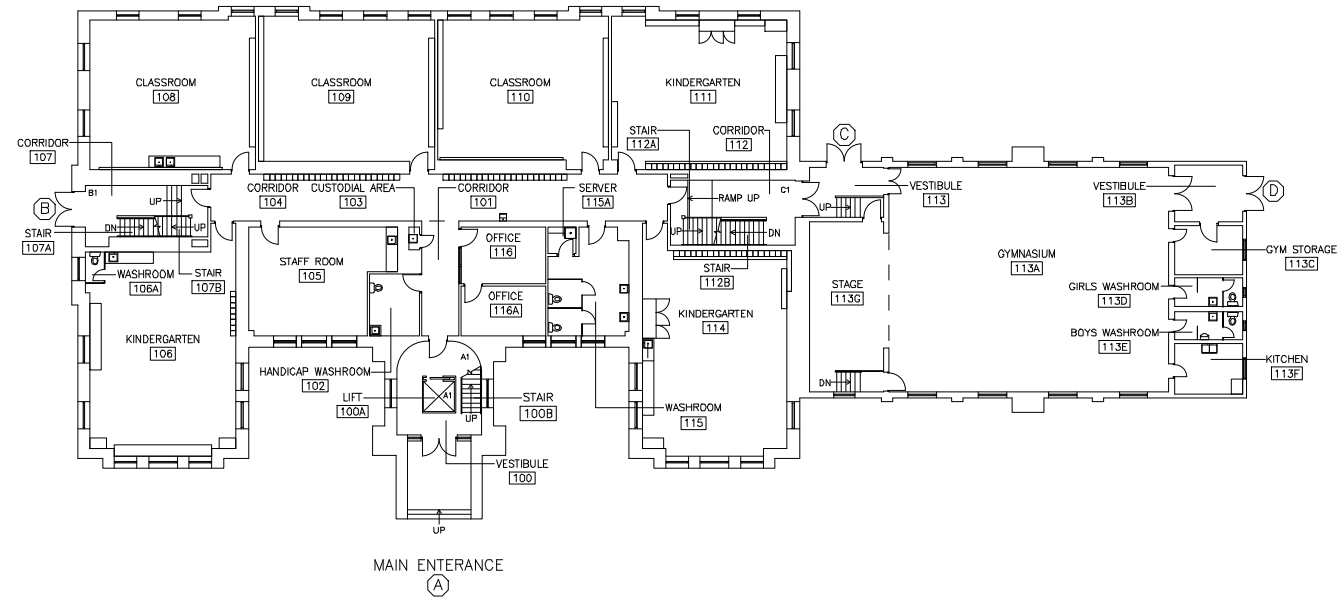 CLASSROOM
108
CLASSROOM
109
CLASSROOM
110
KINDERGARTEN
111
STAIR
112A
CORRIDOR
112
C
CORRIDOR
107
B1
B
UP
DN
UP
STAIR
107A
CORRIDOR
104
CUSTODIAL AREA
103
CORRIDOR
101
SERVER
115A
RAMP UP
C1
UP
DN
UP
VESTIBULE
113
VESTIBULE
113B
D
WASHROOM
106A
STAIR
107B
STAFF ROOM
105
OFFICE
116
OFFICE
116A
STAIR
112B
STAGE
113G
GYMNASIUM
113A
GYM STORAGE
113C
GIRLS WASHROOM
113D
BOYS WASHROOM
113E
KITCHEN
113F
KINDERGARTEN
106
KINDERGARTEN
114
HANDICAP WASHROOM
102
A1
LIFT
100A
A1
UP
STAIR
100B
WASHROOM
115
DN
VESTIBULE
100
UP
MAIN ENTERANCE
A